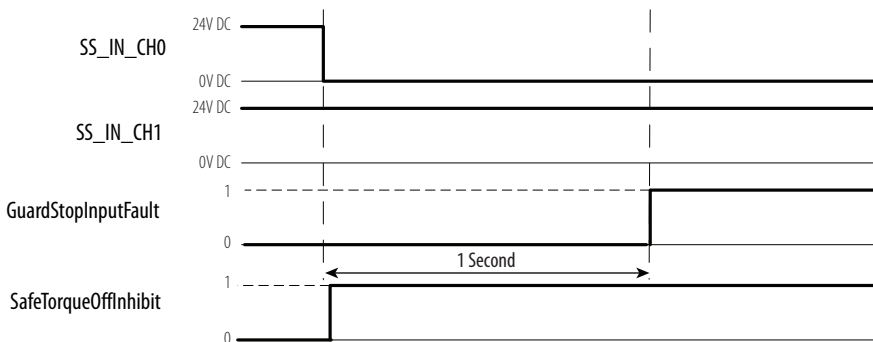 24V DC
SS_IN_CH0
0V DC
24V DC
SS_IN_CH1
0V DC
1
GuardStopInputFault
0
1 Second
1
SafeTorqueOffInhibit
0